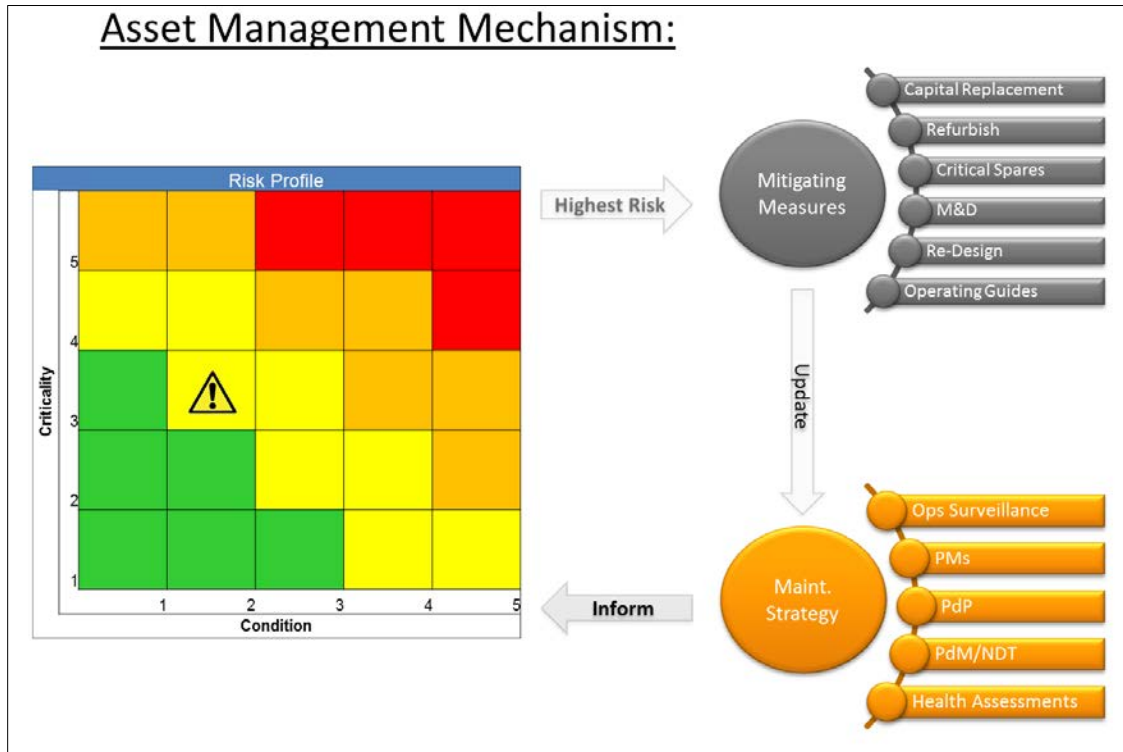 Asset Management Mechanism:
Risk Profile
Criticality
5
4
3
2
1
1 2 3 4 5
Condition
Highest Risk
Mitigating
Measures
Capital Replacement
Refurbish
Critical Spares
M&D
Re-Design
Operating Guides
Update
Maint.
Strategy
Ops Surveillance
PMs
PdP
PdM/NDT
Health Assessments
Inform